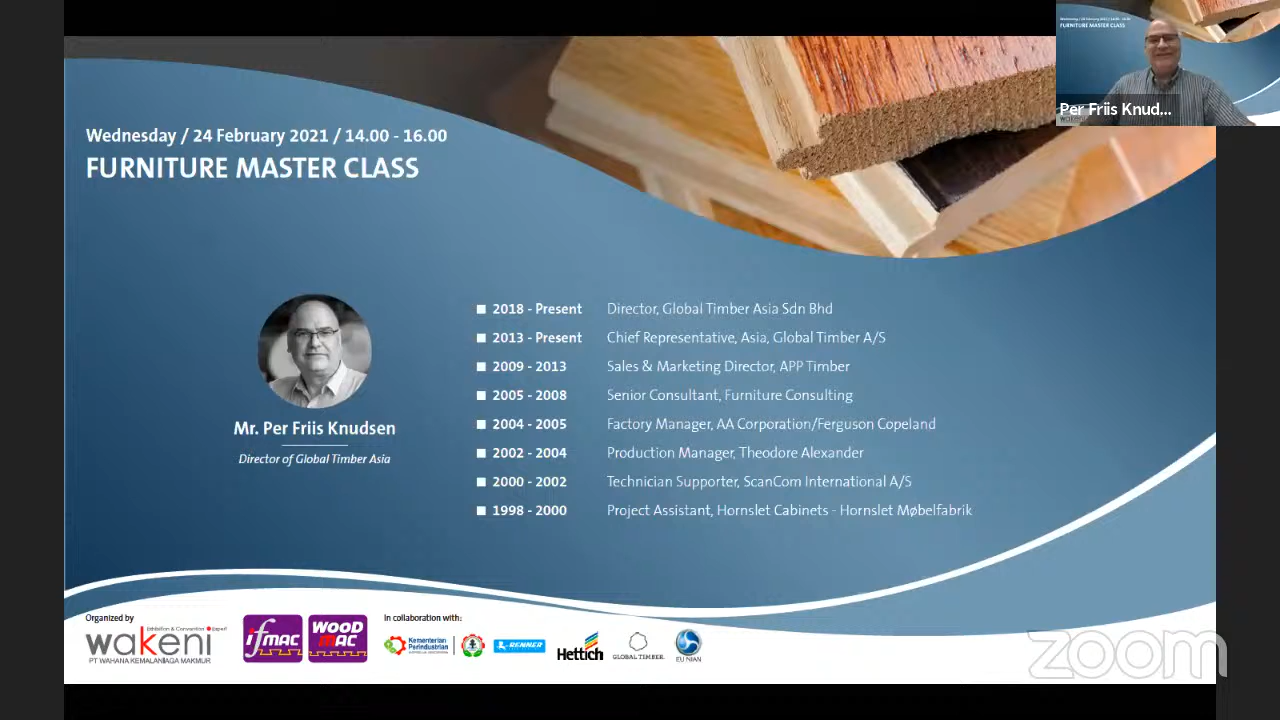 Wednesday / 24 February 2021 / 14.00 - 16.00
FURNITURE MASTER CLASS
FURNITURE MASTER CLASS
Per Friis Knud...
2018 - Present Director, Global Timber Asia Sdn Bhd
2013 - Present Chief Representative, Asia, Global Timber A/S
2009 - 2013 Sales & Marketing Director, APP Timber
2005 - 2008 Senior Consultant, Furniture Consulting
2004 - 2005 Factory Manager, AA Corporation/Ferguson Copeland
2002 - 2004 Production Manager, Theodore Alexander
2000 - 2002 Technician Supporter, ScanCom International A/S
1998 - 2000 Project Assistant, Hornslet Cabinets - Hornslet Møbelfabrik
Mr. Per Friis Knudsen
Director of Global Timber Asia
Organized by
wakeni
PT WAHANA KEMALANIAGA MAKMUR
ifmac
WOOD mac
In collaboration with:
Kementerian
Perindustrian
RENNER
Hettich
GLOBAL TIMBER
zoom